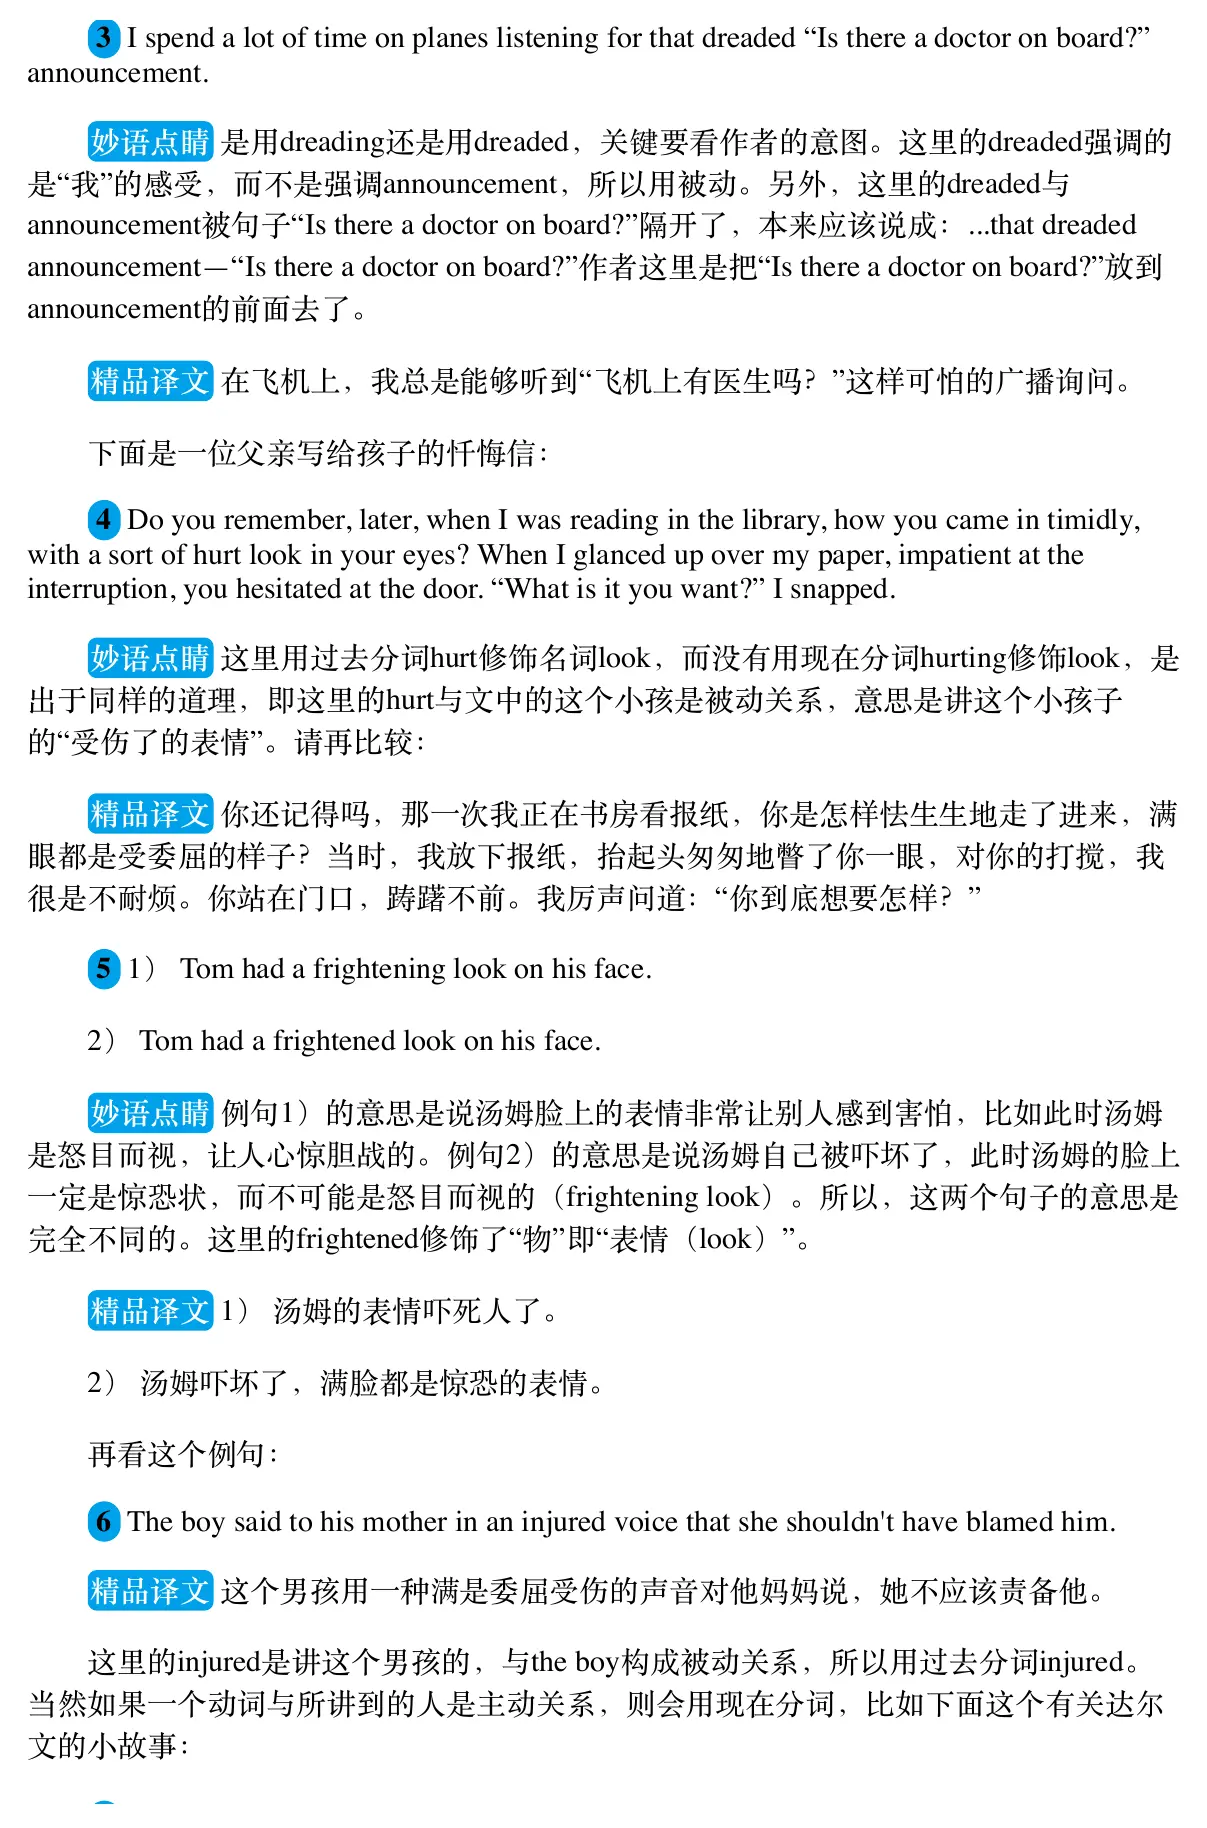 3 I spend a lot of time on planes listening for that dreaded “Is there a doctor on board?”
announcement.
妙语点睛 是用dreading还是用dreaded，关键要看作者的意图。这里的dreaded强调的
是“我”的感受，而不是强调announcement，所以用被动。另外，这里的dreaded与
announcement被句子“Is there a doctor on board?”隔开了，本来应该说成：...that dreaded
announcement—“Is there a doctor on board?”作者这里是把“Is there a doctor on board?”放到
announcement的前面去了。
精品译文 在飞机上，我总是能够听到“飞机上有医生吗？”这样可怕的广播询问。
下面是一位父亲写给孩子的忏悔信：
4 Do you remember, later, when I was reading in the library, how you came in timidly,
with a sort of hurt look in your eyes? When I glanced up over my paper, impatient at the
interruption, you hesitated at the door. “What is it you want?” I snapped.
妙语点睛 这里用过去分词hurt修饰名词look，而没有用现在分词hurting修饰look，是
出于同样的道理，即这里的hurt与文中的这个小孩是被动关系，意思是讲这个小孩子
的“受伤了的表情”。请再比较：
精品译文 你还记得吗，那一次我正在书房看报纸，你是怎样怯生生地走了进来，满
眼都是受委屈的样子？当时，我放下报纸，抬起头匆匆地瞥了你一眼，对你的打搅，我
很是不耐烦。你站在门口，踌躇不前。我厉声问道：“你到底想要怎样？”
5 1） Tom had a frightening look on his face.
2） Tom had a frightened look on his face.
妙语点睛 例句1）的意思是说汤姆脸上的表情非常让别人感到害怕，比如此时汤姆
是怒目而视，让人心惊胆战的。例句2）的意思是说汤姆自己被吓坏了，此时汤姆的脸上
一定是惊恐状，而不可能是怒目而视的（frightening look）。所以，这两个句子的意思是
完全不同的。这里的frightened修饰了“物”即“表情（look）”。
精品译文 1） 汤姆的表情吓死人了。
2） 汤姆吓坏了，满脸都是惊恐的表情。
再看这个例句：
6 The boy said to his mother in an injured voice that she shouldn't have blamed him.
精品译文 这个男孩用一种满是委屈受伤的声音对他妈妈说，她不应该责备他。
这里的injured是讲这个男孩的，与the boy构成被动关系，所以用过去分词injured。
当然如果一个动词与所讲到的人是主动关系，则会用现在分词，比如下面这个有关达尔
文的小故事：